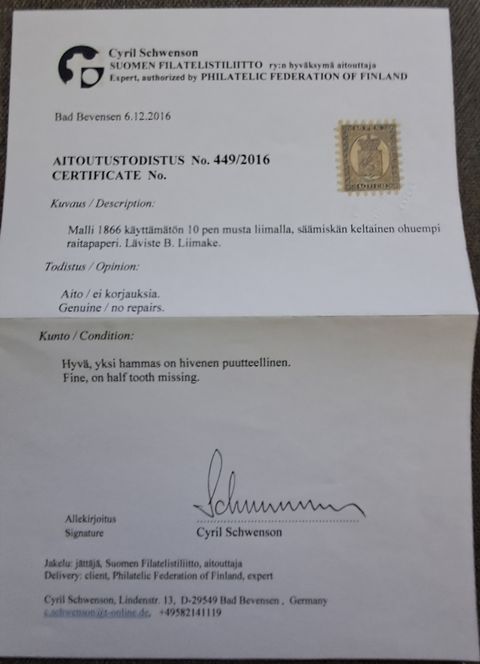 Cyril Schwenson
SUOMEN FILATELISTILIITTO ry:n hyväksymä aitouttaja
Expert, authorized by PHILATELIC FEDERATION OF FINLAND
Bad Bevensen 6.12.2016
AITOUTUSTODISTUS No. 449/2016
CERTIFICATE No.
Kuvaus / Description:
Malli 1866 käyttämätön 10 pen musta liimalla, säämiskän keltainen ohuempi
raitapaperi. Läviste B. Liimake.
Todistus / Opinion:
Aito / ei korjauksia.
Genuine / no repairs.
Kunto / Condition:
Hyvä, yksi hammas on hivenen puutteellinen.
Fine, on half tooth missing.
Allekirjoitus
Signature
Cyril Schwenson
Jakelu: jättäjä, Suomen Filatelistiliitto, aitouttaja
Delivery: client, Philatelic Federation of Finland, expert
Cyril Schwenson, Lindenstr. 13, D-29549 Bad Bevensen, Germany
c.schwenson@t-online.de, +49582141119